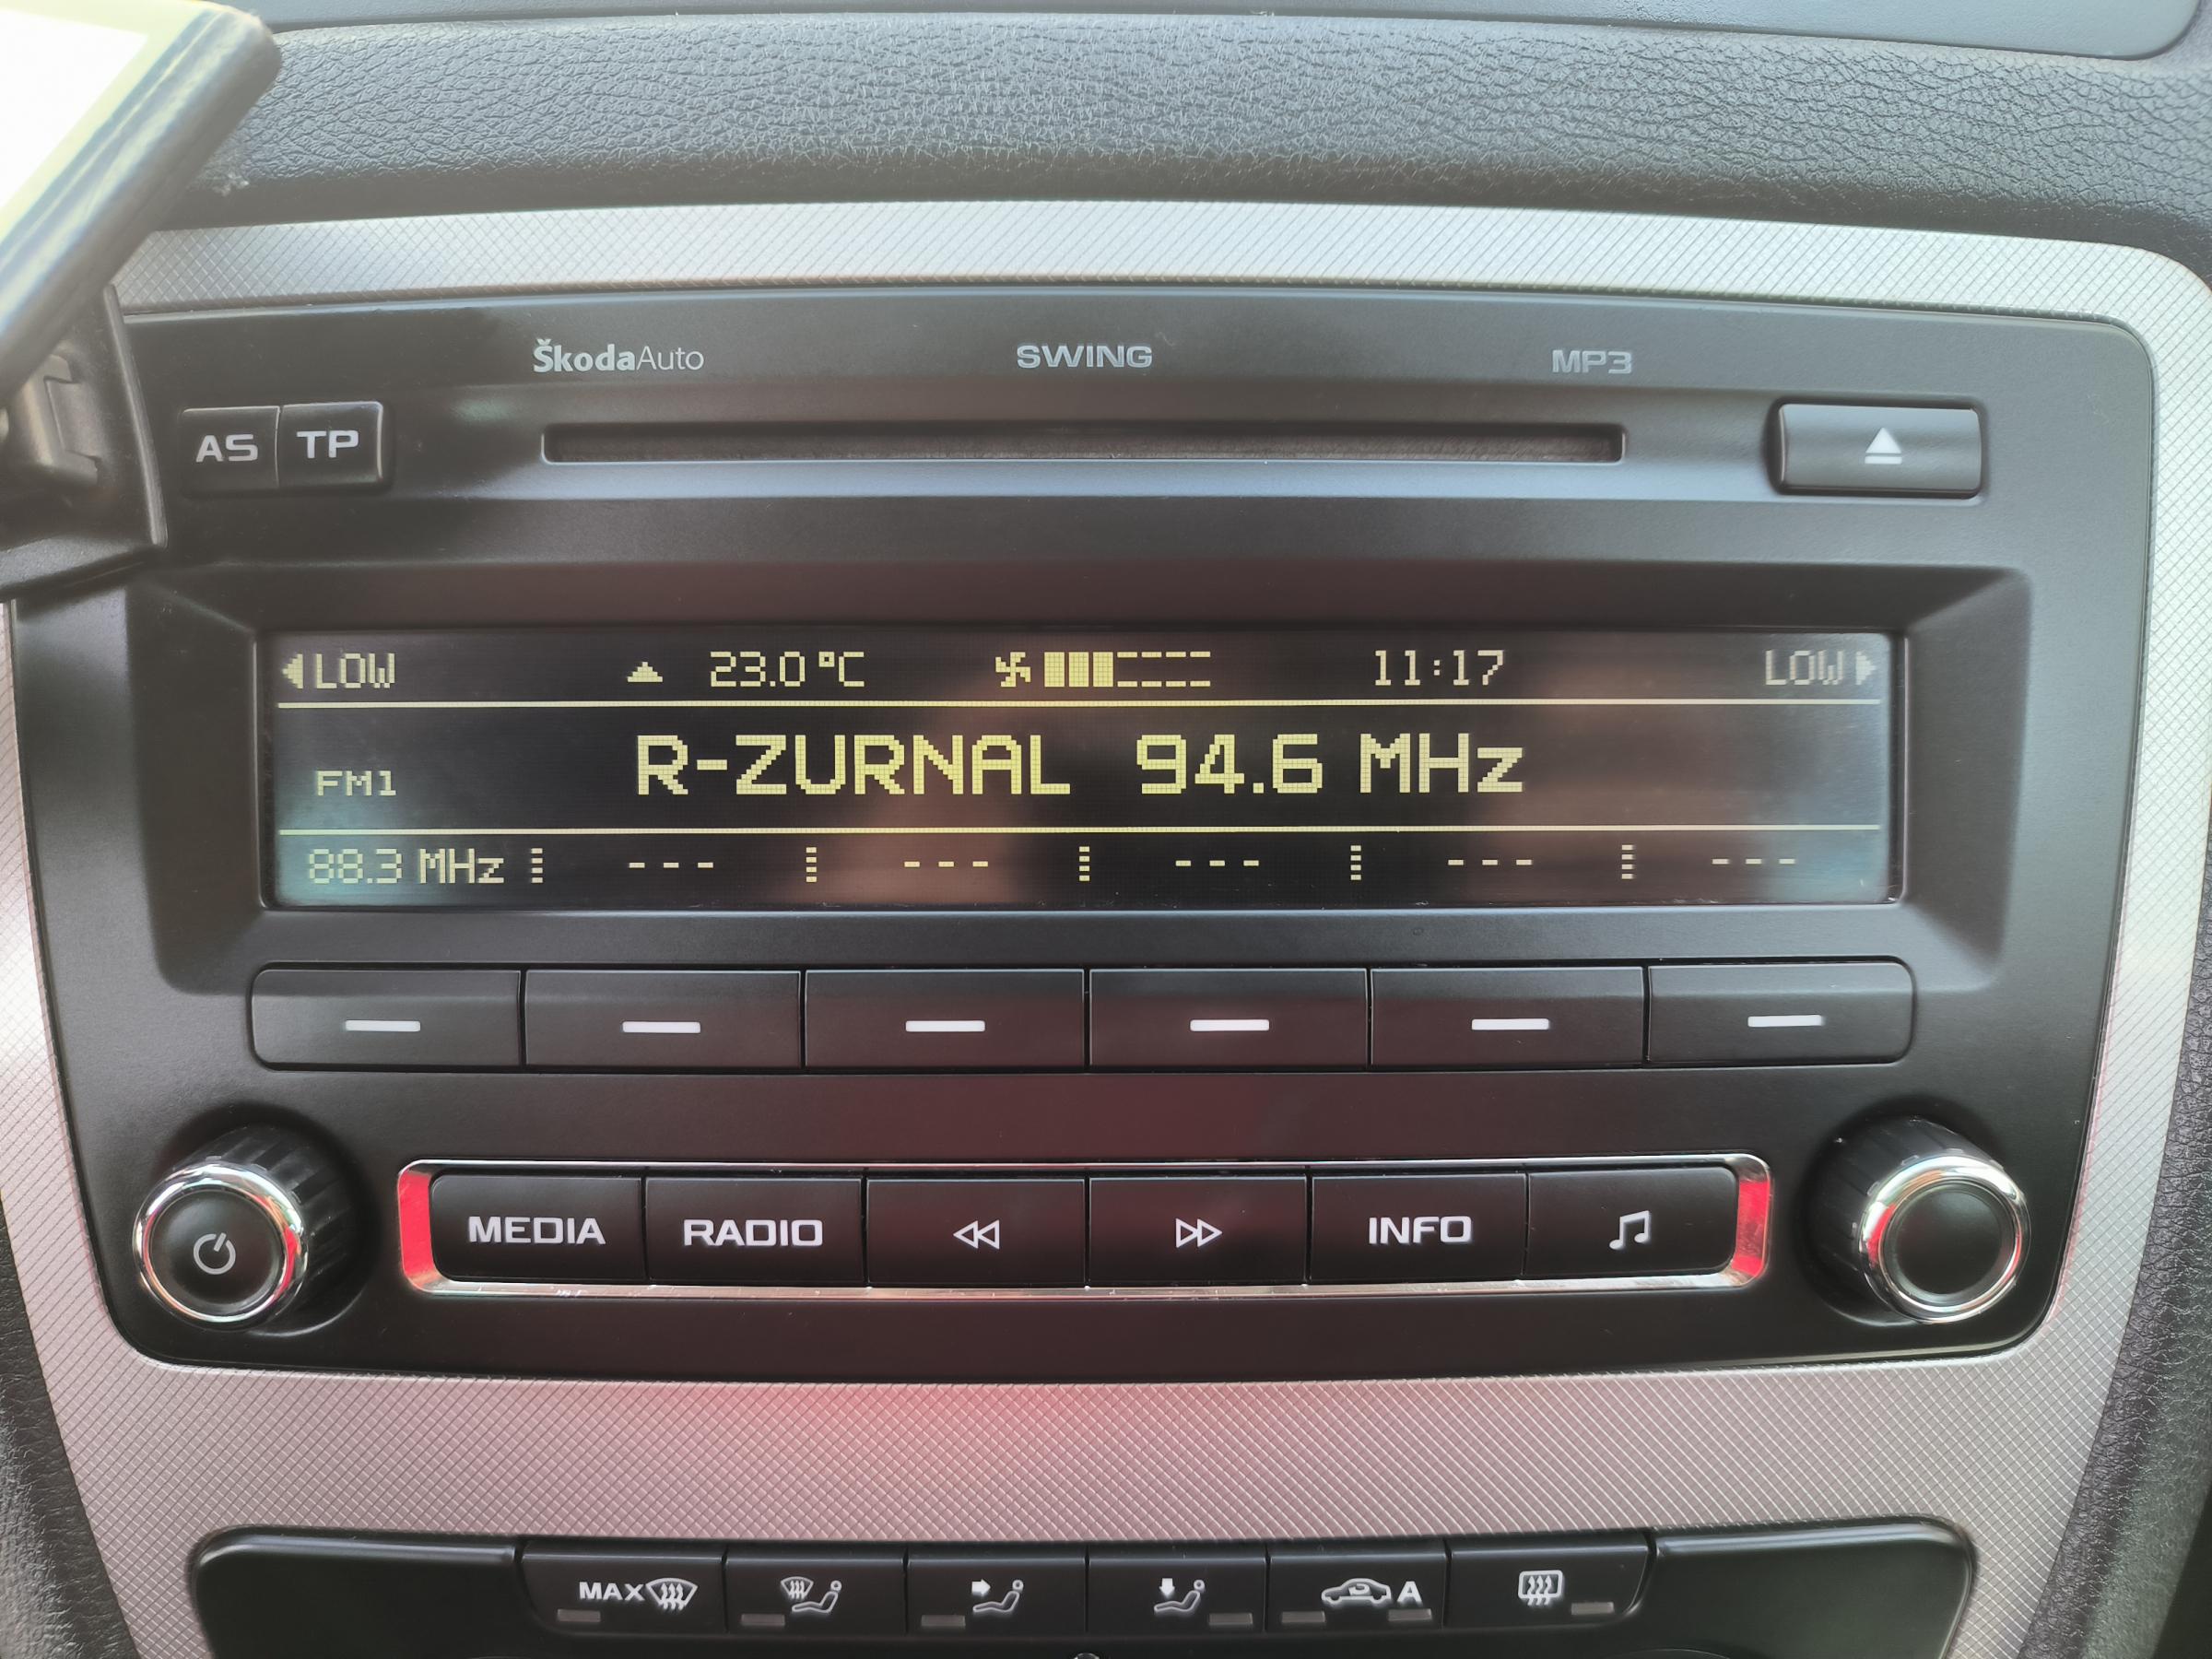 ŠkodaAuto SWING MP3
AS TP
LOW 23.0 °C 11:17 LOW
FM1 R-ZURNAL 94.6 MHz
88.3 MHz --- --- --- --- ---
MEDIA RADIO INFO
MAX A